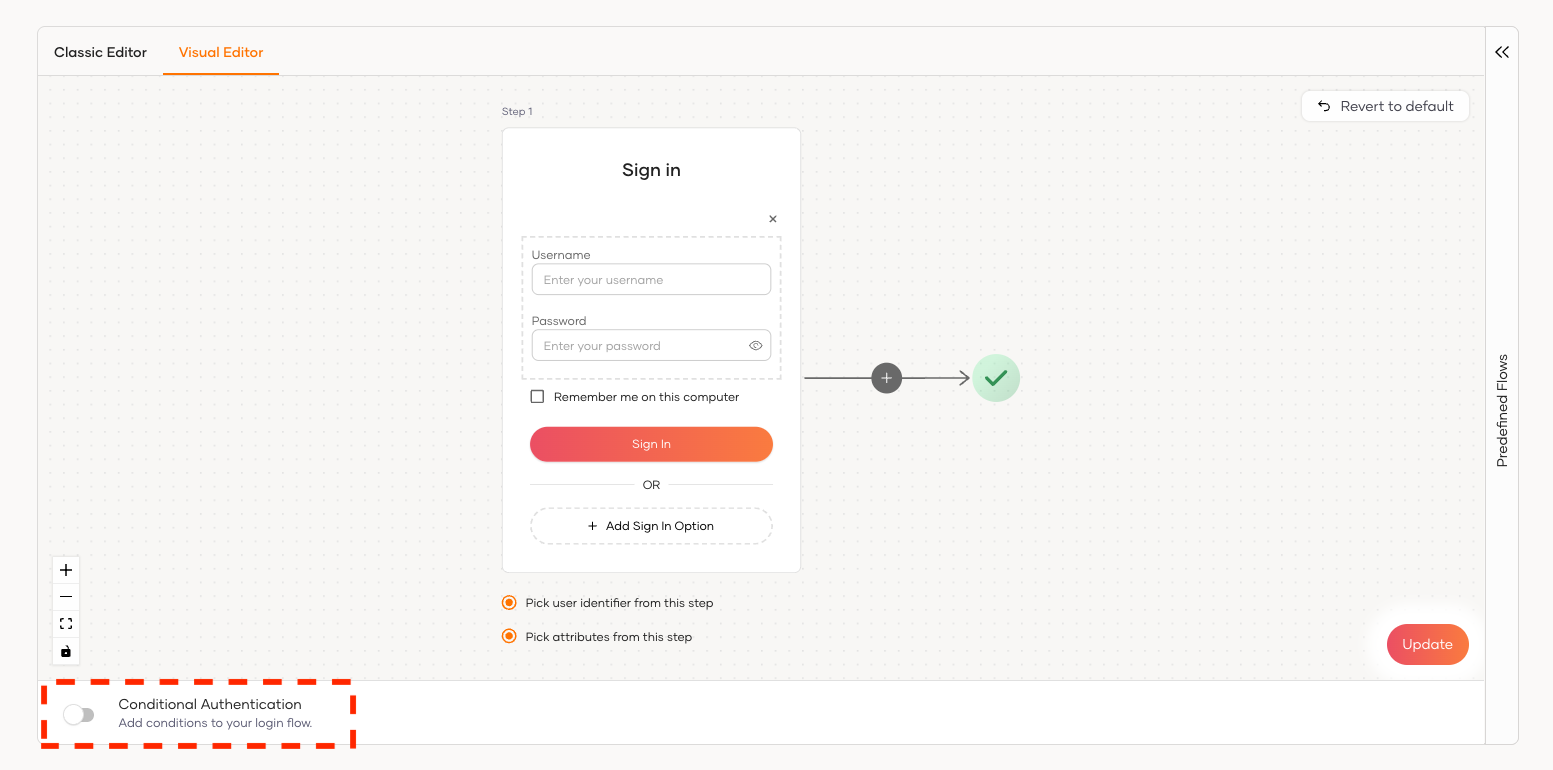 Classic Editor
Visual Editor
Step 1
Revert to default
Sign in
Username
Enter your username
Password
Enter your password
Remember me on this computer
Sign In
OR
Add Sign In Option
Pick user identifier from this step
Pick attributes from this step
Update
Conditional Authentication
Add conditions to your login flow.
Predefined Flows